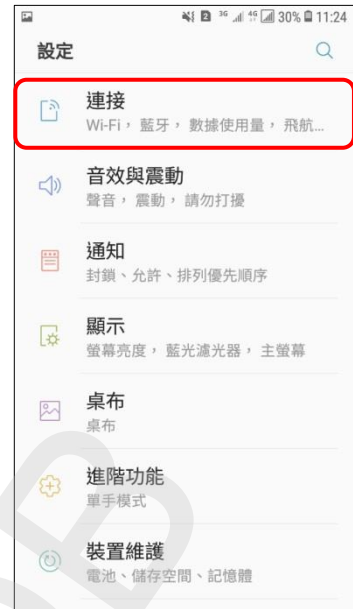 2 3G 4G 30% 11:24
設定
連接
Wi-Fi， 藍牙， 數據使用量， 飛航...
音效與震動
聲音， 震動， 請勿打擾
通知
封鎖、允許、排列優先順序
顯示
螢幕亮度， 藍光濾光器， 主螢幕
桌布
桌布
進階功能
單手模式
裝置維護
電池、儲存空間、記憶體